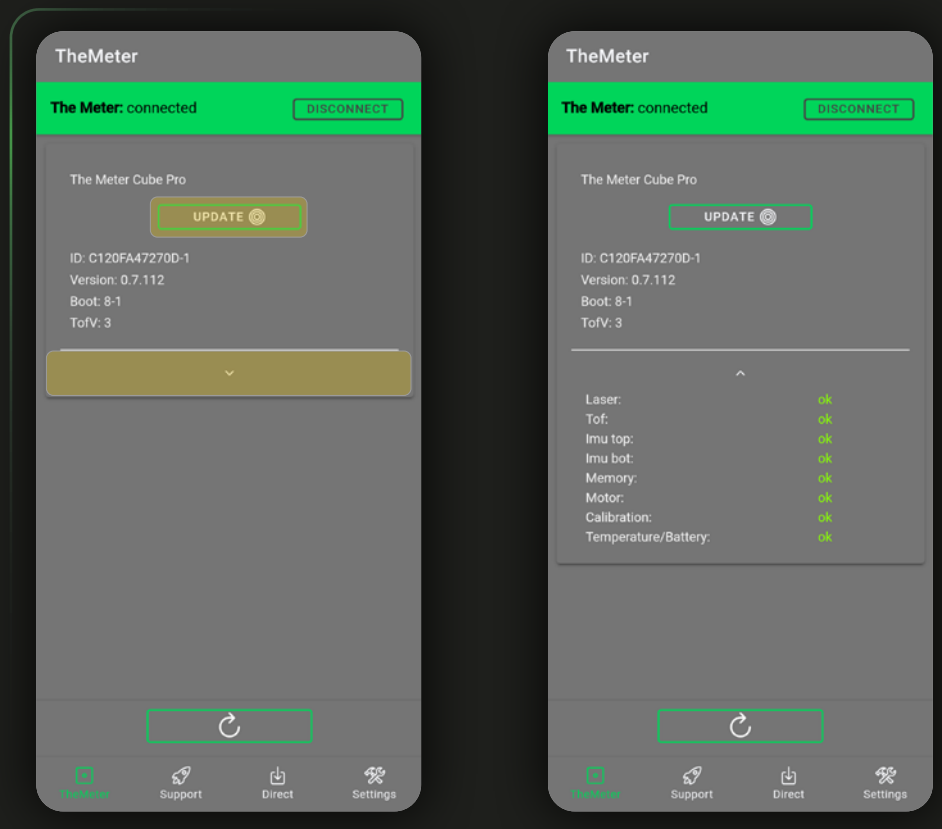 TheMeter
The Meter: connected
DISCONNECT
The Meter Cube Pro
UPDATE
ID: C120FA47270D-1
Version: 0.7.112
Boot: 8-1
TofV: 3
TheMeter
Support
Direct
Settings
TheMeter
The Meter: connected
DISCONNECT
The Meter Cube Pro
UPDATE
ID: C120FA47270D-1
Version: 0.7.112
Boot: 8-1
TofV: 3
Laser: ok
Tof: ok
Imu top: ok
Imu bot: ok
Memory: ok
Motor: ok
Calibration: ok
Temperature/Battery: ok
TheMeter
Support
Direct
Settings